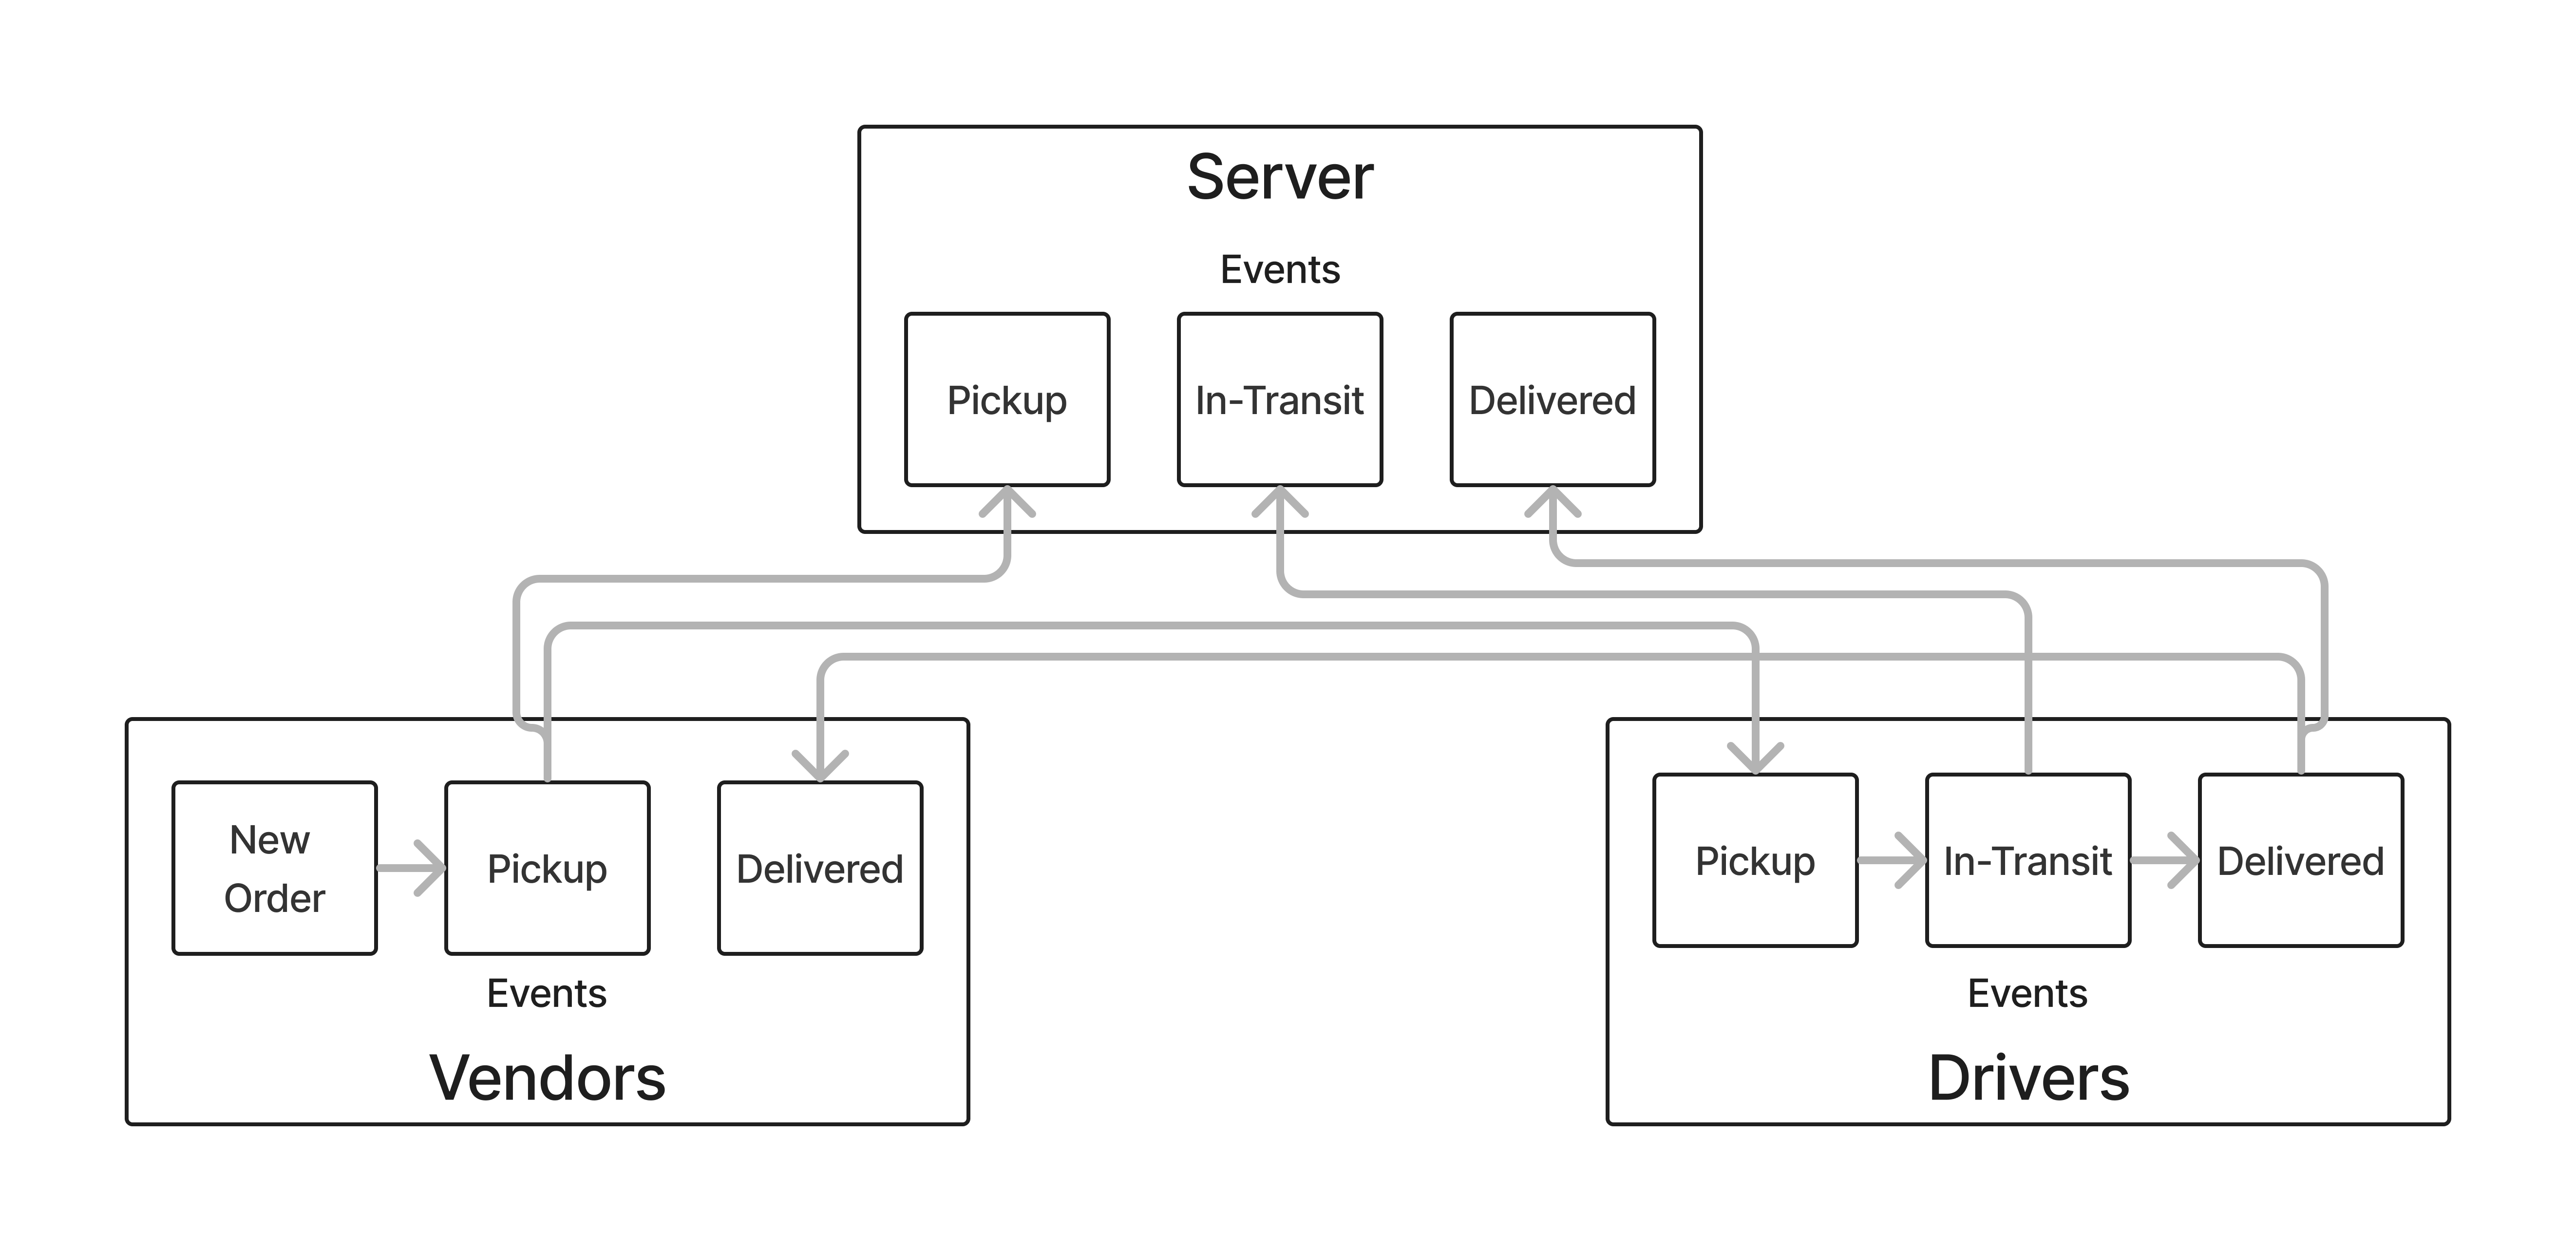 Server
Events
Pickup
In-Transit
Delivered
New
Order
Pickup
Delivered
Events
Vendors
Pickup
In-Transit
Delivered
Events
Drivers